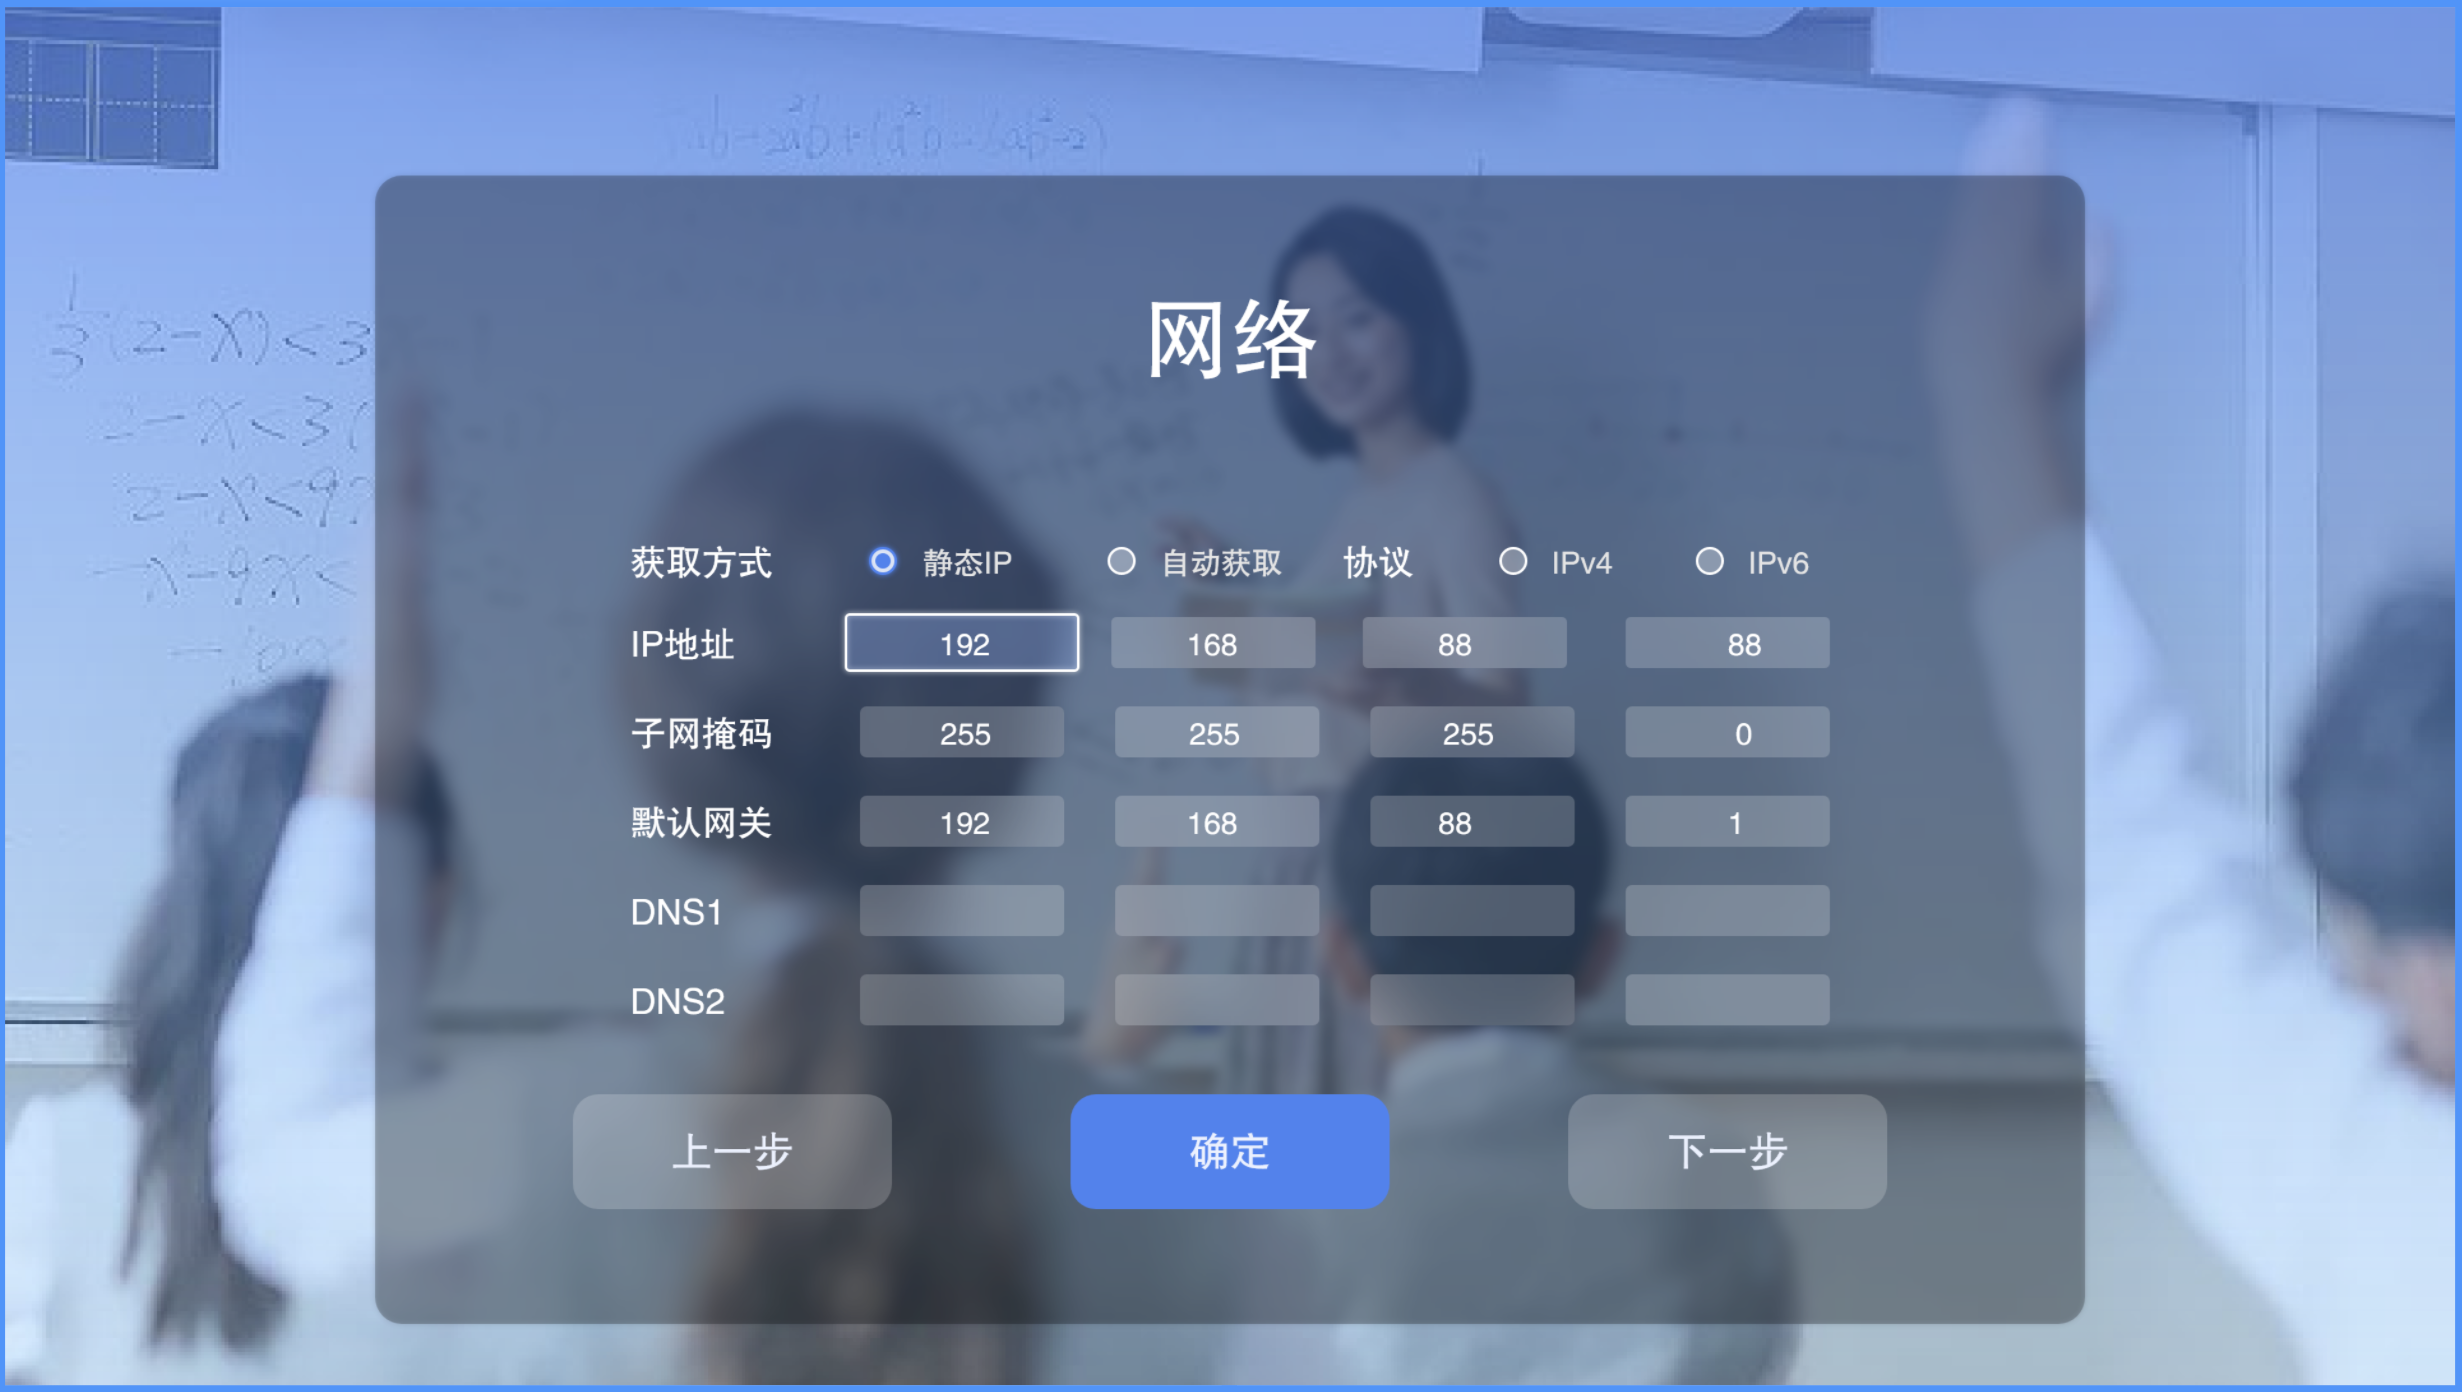 网络
获取方式 静态IP 自动获取 协议 IPv4 IPv6
IP地址 192 168 88 88
子网掩码 255 255 255 0
默认网关 192 168 88 1
DNS1
DNS2
上一步 确定 下一步